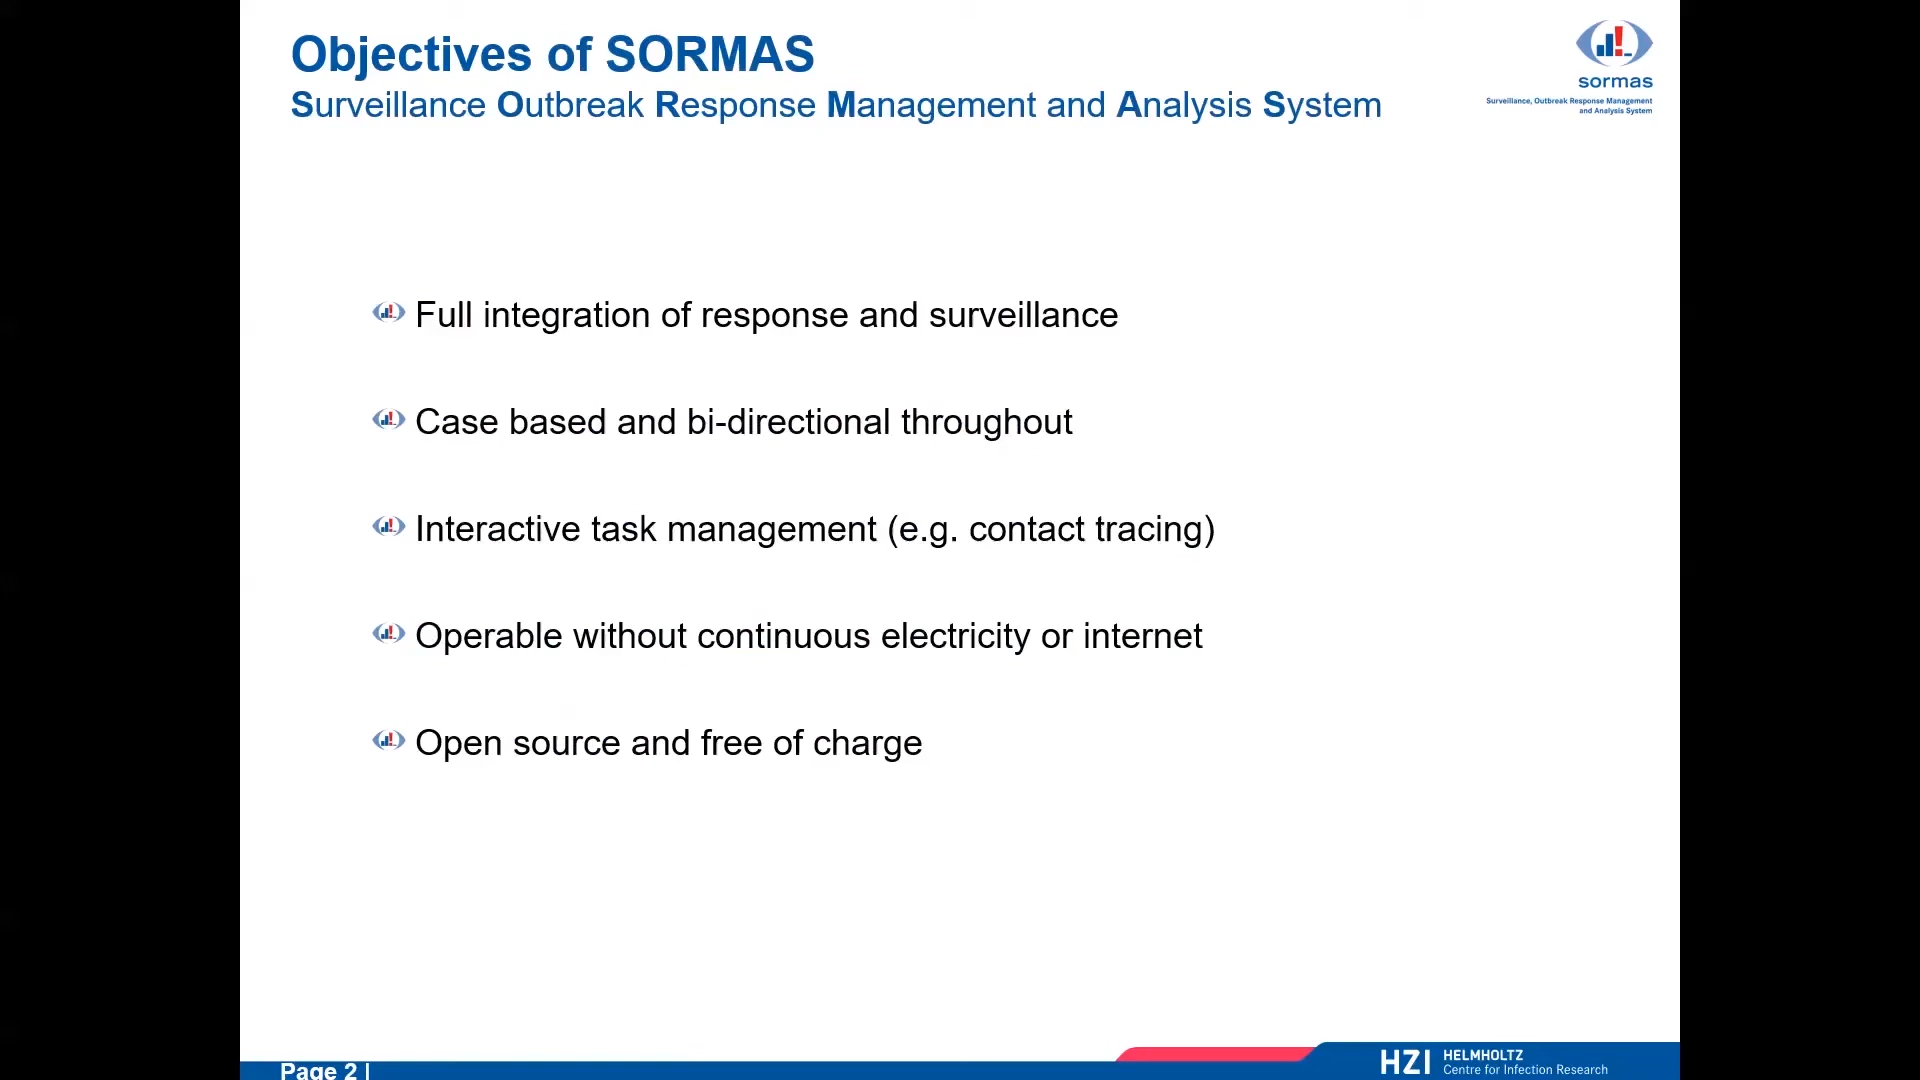 Objectives of SORMAS
Surveillance Outbreak Response Management and Analysis System
sormas
Surveillance, Outbreak Response Management
and Analysis System
Full integration of response and surveillance
Case based and bi-directional throughout
Interactive task management (e.g. contact tracing)
Operable without continuous electricity or internet
Open source and free of charge
Page 2 |
HZI HELMHOLTZ
Centre for Infection Research